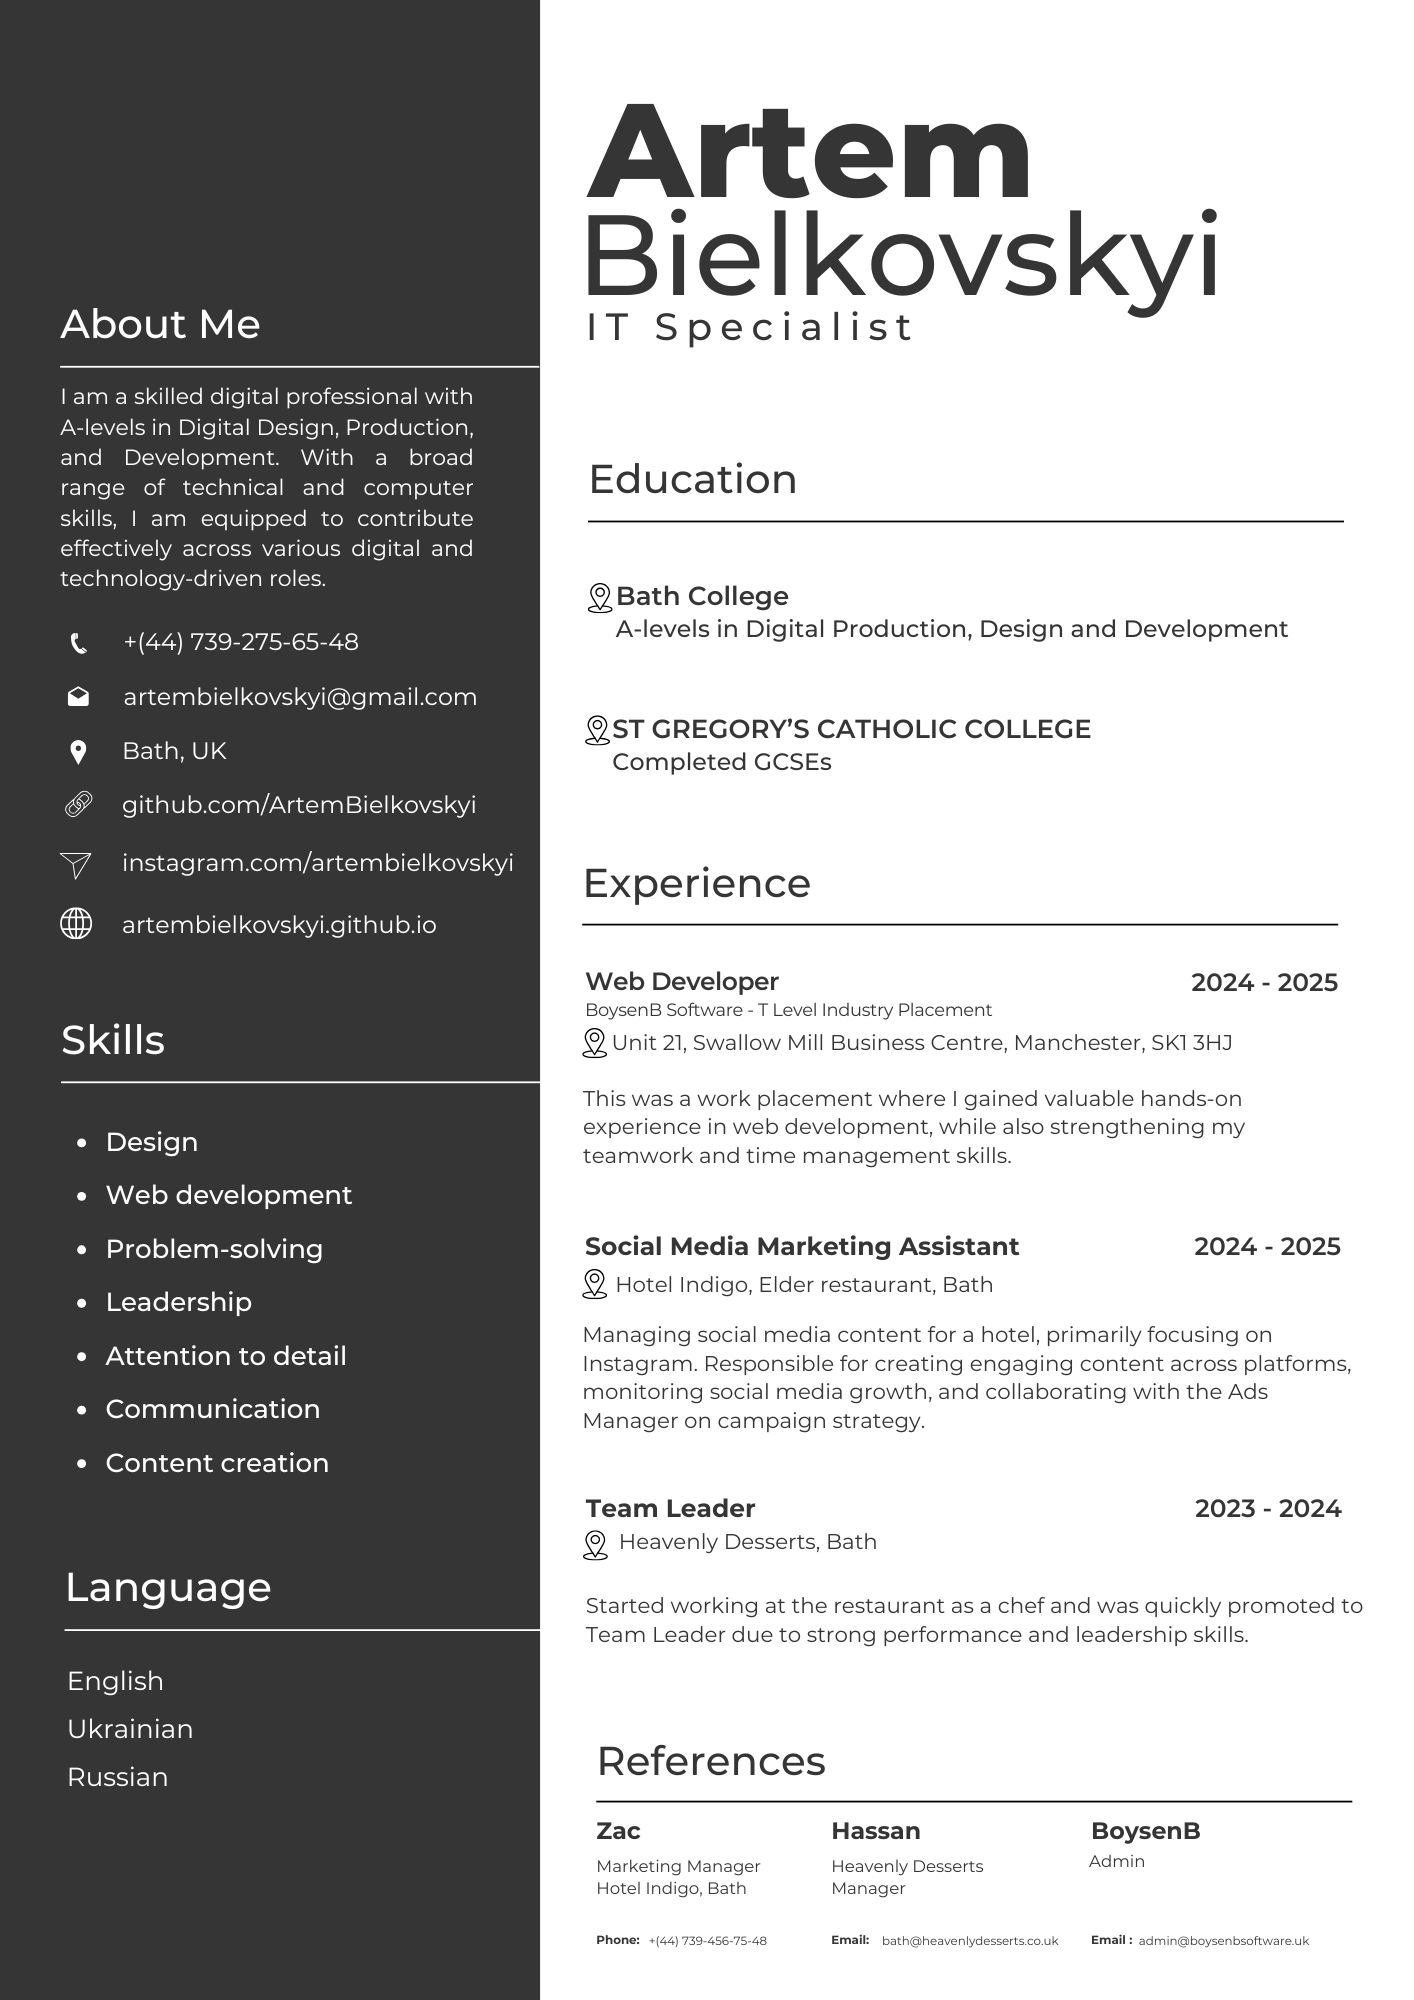 Artem
Bielkovskyi
IT Specialist
About Me
I am a skilled digital professional with
A-levels in Digital Design, Production,
and Development. With a broad
range of technical and computer
skills, I am equipped to contribute
effectively across various digital and
technology-driven roles.
+(44) 739-275-65-48
artembielkovskyi@gmail.com
Bath, UK
github.com/ArtemBielkovskyi
instagram.com/artembielkovskyi
artembielkovskyi.github.io
Skills
• Design
• Web development
• Problem-solving
• Leadership
• Attention to detail
• Communication
• Content creation
Language
English
Ukrainian
Russian
Education
Bath College
A-levels in Digital Production, Design and Development
ST GREGORY’S CATHOLIC COLLEGE
Completed GCSEs
Experience
Web Developer 2024 - 2025
BoysenB Software - T Level Industry Placement
Unit 21, Swallow Mill Business Centre, Manchester, SK1 3HJ
This was a work placement where I gained valuable hands-on
experience in web development, while also strengthening my
teamwork and time management skills.
Social Media Marketing Assistant 2024 - 2025
Hotel Indigo, Elder restaurant, Bath
Managing social media content for a hotel, primarily focusing on
Instagram. Responsible for creating engaging content across platforms,
monitoring social media growth, and collaborating with the Ads
Manager on campaign strategy.
Team Leader 2023 - 2024
Heavenly Desserts, Bath
Started working at the restaurant as a chef and was quickly promoted to
Team Leader due to strong performance and leadership skills.
References
Zac
Marketing Manager
Hotel Indigo, Bath
Phone: +(44) 739-456-75-48
Hassan
Heavenly Desserts
Manager
Email: bath@heavenlydesserts.co.uk
BoysenB
Admin
Email : admin@boysenbsoftware.uk